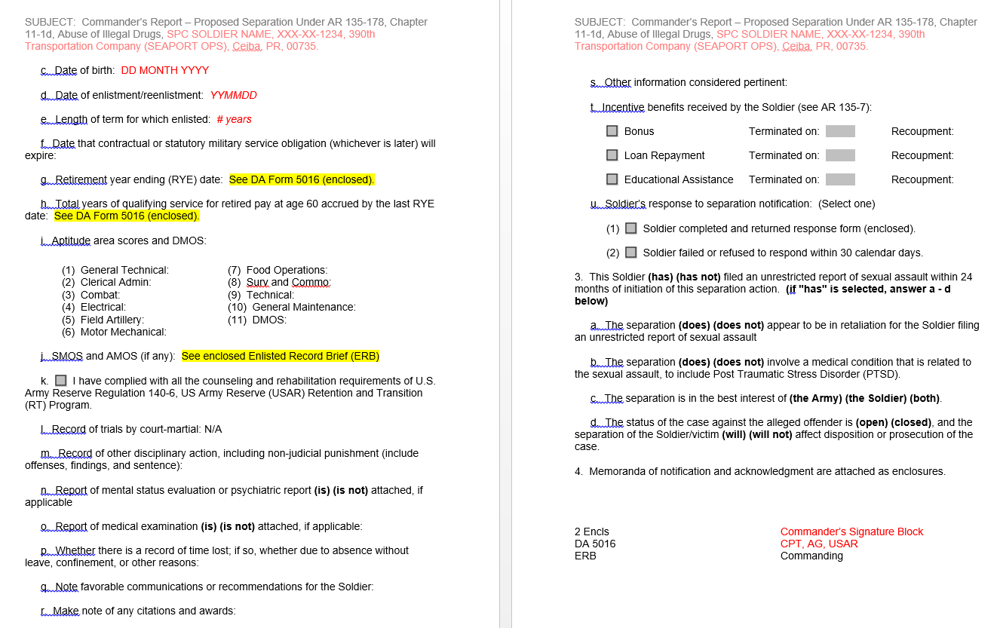 SUBJECT:  Commander's Report – Proposed Separation Under AR 135-178, Chapter
11-1d, Abuse of Illegal Drugs, SPC SOLDIER NAME, XXX-XX-1234, 390th
Transportation Company (SEAPORT OPS), Ceiba, PR, 00735.
c.  Date of birth:  DD MONTH YYYY
d.  Date of enlistment/reenlistment:  YYMMDD
e.  Length of term for which enlisted:  # years
f.  Date that contractual or statutory military service obligation (whichever is later) will
expire:
g.  Retirement year ending (RYE) date:  See DA Form 5016 (enclosed).
h.  Total years of qualifying service for retired pay at age 60 accrued by the last RYE
date:  See DA Form 5016 (enclosed).
i.  Aptitude area scores and DMOS:
(1)  General Technical:
(2)  Clerical Admin:
(3)  Combat:
(4)  Electrical:
(5)  Field Artillery:
(6)  Motor Mechanical:
(7)  Food Operations:
(8)  Surv and Commo:
(9)  Technical:
(10)  General Maintenance:
(11)  DMOS:
j.  SMOS and AMOS (if any):  See enclosed Enlisted Record Brief (ERB)
k.  I have complied with all the counseling and rehabilitation requirements of U.S.
Army Reserve Regulation 140-6, US Army Reserve (USAR) Retention and Transition
(RT) Program.
l.  Record of trials by court-martial: N/A
m.  Record of other disciplinary action, including non-judicial punishment (include
offenses, findings, and sentence):
n.  Report of mental status evaluation or psychiatric report (is) (is not) attached, if
applicable
o.  Report of medical examination (is) (is not) attached, if applicable:
p.  Whether there is a record of time lost; if so, whether due to absence without
leave, confinement, or other reasons:
q.  Note favorable communications or recommendations for the Soldier:
r.  Make note of any citations and awards:
SUBJECT:  Commander's Report – Proposed Separation Under AR 135-178, Chapter
11-1d, Abuse of Illegal Drugs, SPC SOLDIER NAME, XXX-XX-1234, 390th
Transportation Company (SEAPORT OPS), Ceiba, PR, 00735.
s.  Other information considered pertinent:
t.  Incentive benefits received by the Soldier (see AR 135-7):
Bonus Terminated on: Recoupment:
Loan Repayment Terminated on: Recoupment:
Educational Assistance Terminated on: Recoupment:
u.  Soldier's response to separation notification:  (Select one)
(1) Soldier completed and returned response form (enclosed).
(2) Soldier failed or refused to respond within 30 calendar days.
3.  This Soldier (has) (has not) filed an unrestricted report of sexual assault within 24
months of initiation of this separation action.  (if "has" is selected, answer a - d
below)
a.  The separation (does) (does not) appear to be in retaliation for the Soldier filing
an unrestricted report of sexual assault
b.  The separation (does) (does not) involve a medical condition that is related to
the sexual assault, to include Post Traumatic Stress Disorder (PTSD).
c.  The separation is in the best interest of (the Army) (the Soldier) (both).
d.  The status of the case against the alleged offender is (open) (closed), and the
separation of the Soldier/victim (will) (will not) affect disposition or prosecution of the
case.
4.  Memoranda of notification and acknowledgment are attached as enclosures.
2 Encls
DA 5016
ERB
Commander's Signature Block
CPT, AG, USAR
Commanding